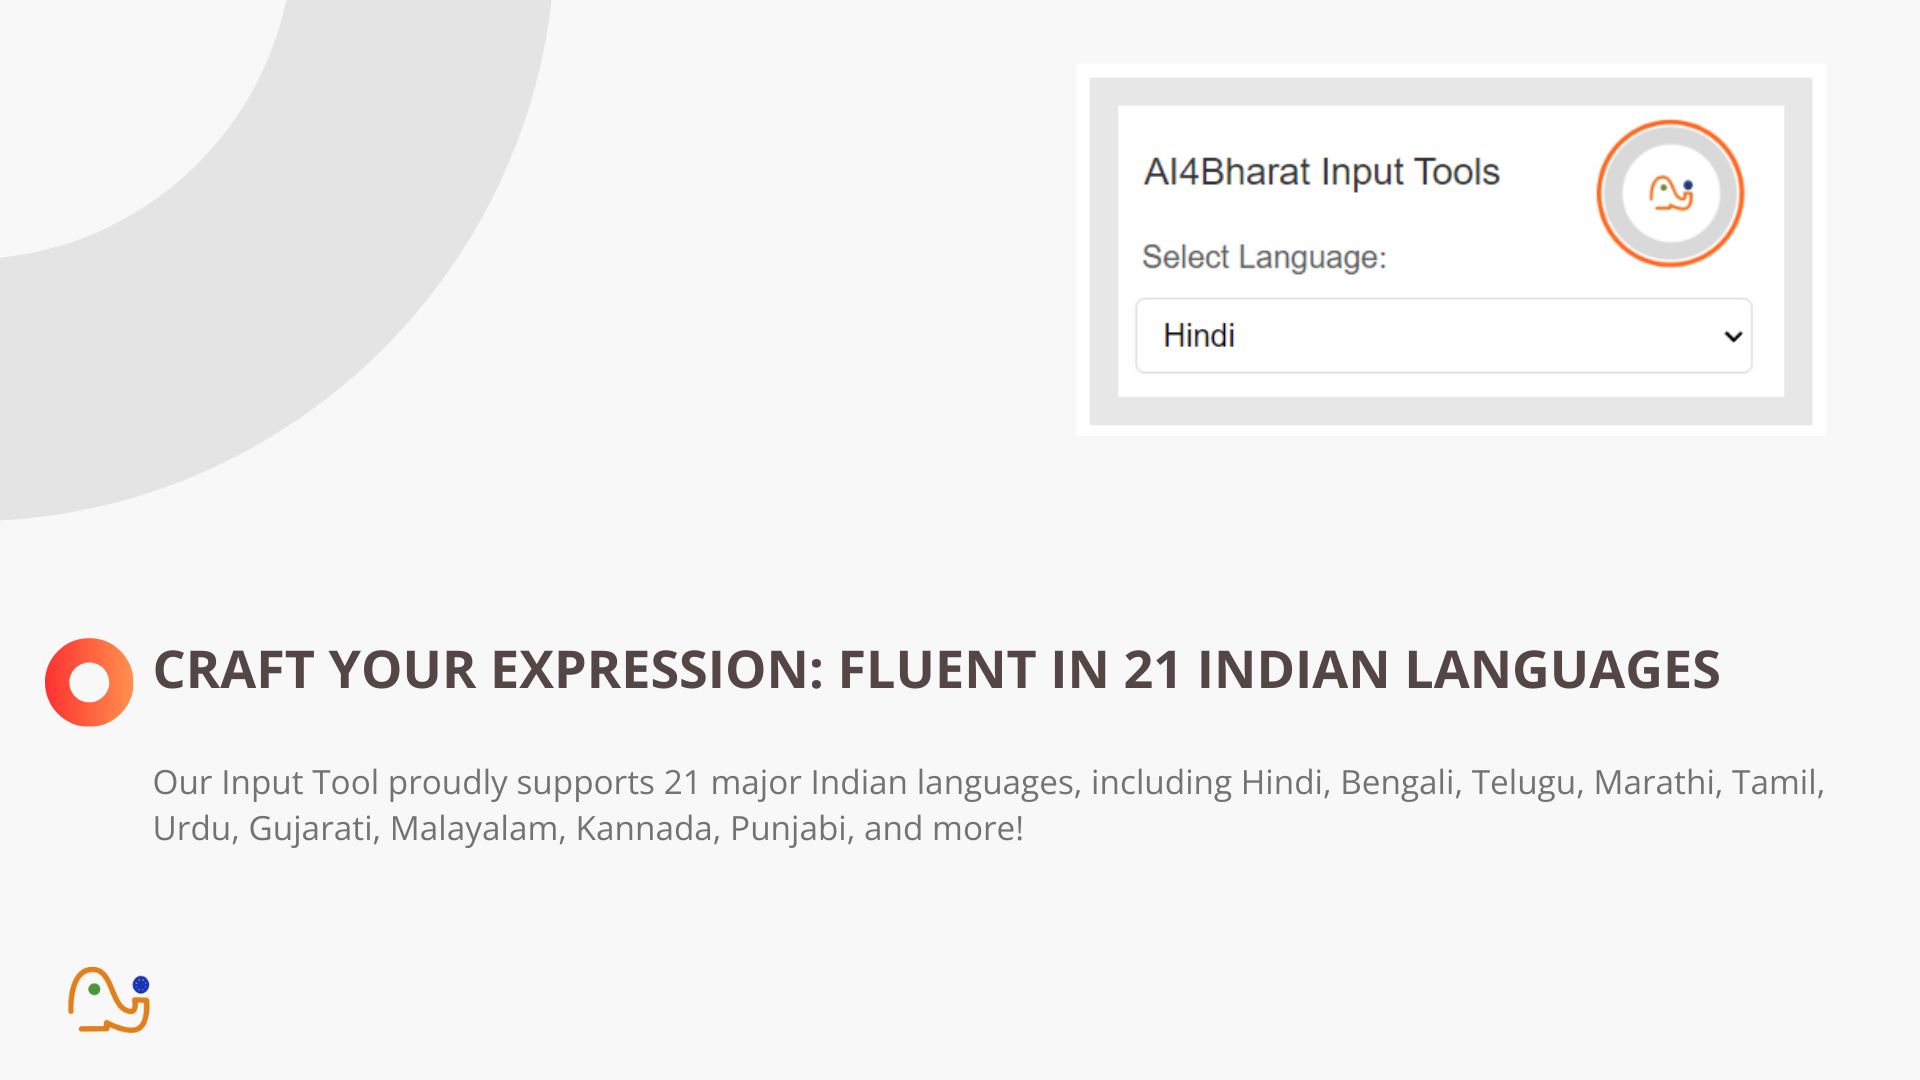 AI4Bharat Input Tools
Select Language:
Hindi
CRAFT YOUR EXPRESSION: FLUENT IN 21 INDIAN LANGUAGES
Our Input Tool proudly supports 21 major Indian languages, including Hindi, Bengali, Telugu, Marathi, Tamil,
Urdu, Gujarati, Malayalam, Kannada, Punjabi, and more!